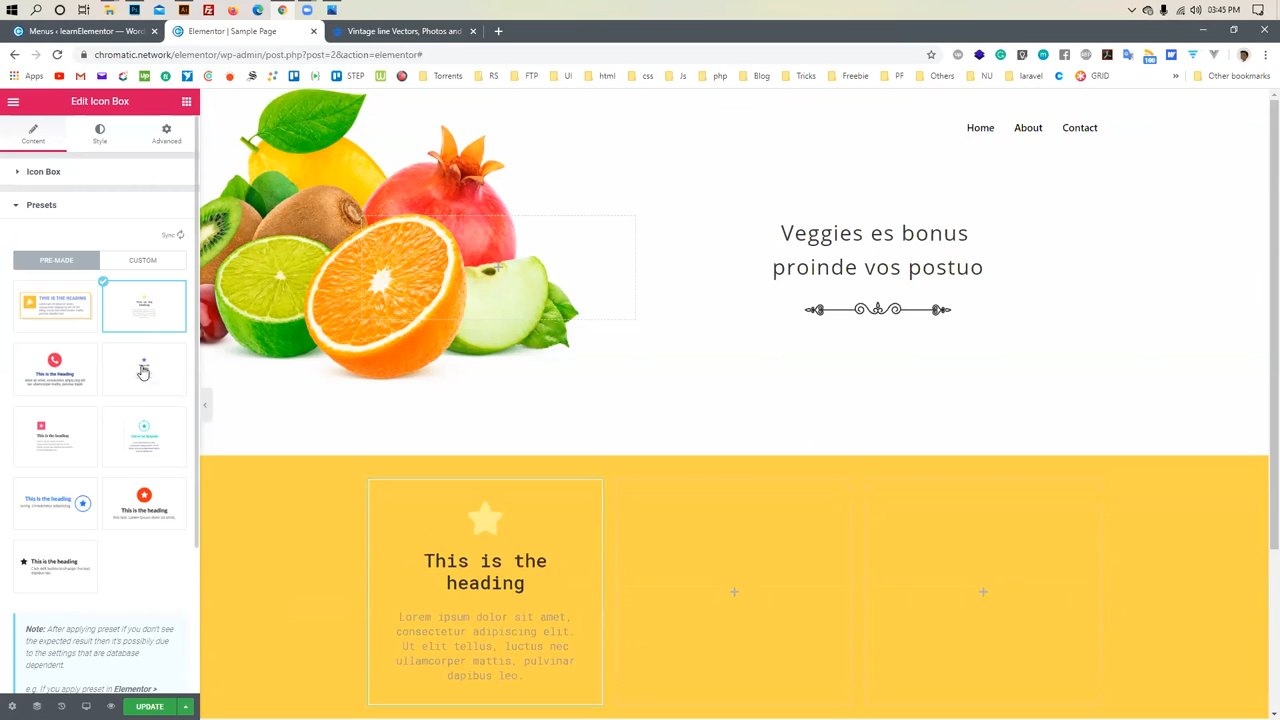 Menus ‹ learnElementor — Word
Elementor | Sample Page
Vintage line Vectors, Photos and
03:45 PM
chromatic.network/elementor/wp-admin/post.php?post=2&action=elementor#
Apps
STEP
Torrents
RS
FTP
UI
html
css
Js
php
Blog
Tricks
Freebie
PF
Others
NU
laravel
GRID
»
Other bookmarks
Edit Icon Box
Content
Style
Advanced
Icon Box
Presets
Sync
PRE-MADE
CUSTOM
THIS IS THE HEADING
This is the heading
This is the Heading
This is the heading
This is the heading
This is the heading
This is the heading
Note: After applying preset if you don't see
the expected result then it's possibily due
to the settings that are database
dependent.
e.g. If you apply preset in Elementor >
UPDATE
Home
About
Contact
Veggies es bonus
proinde vos postuo
This is the
heading
Lorem ipsum dolor sit amet,
consectetur adipiscing elit.
Ut elit tellus, luctus nec
ullamcorper mattis, pulvinar
dapibus leo.